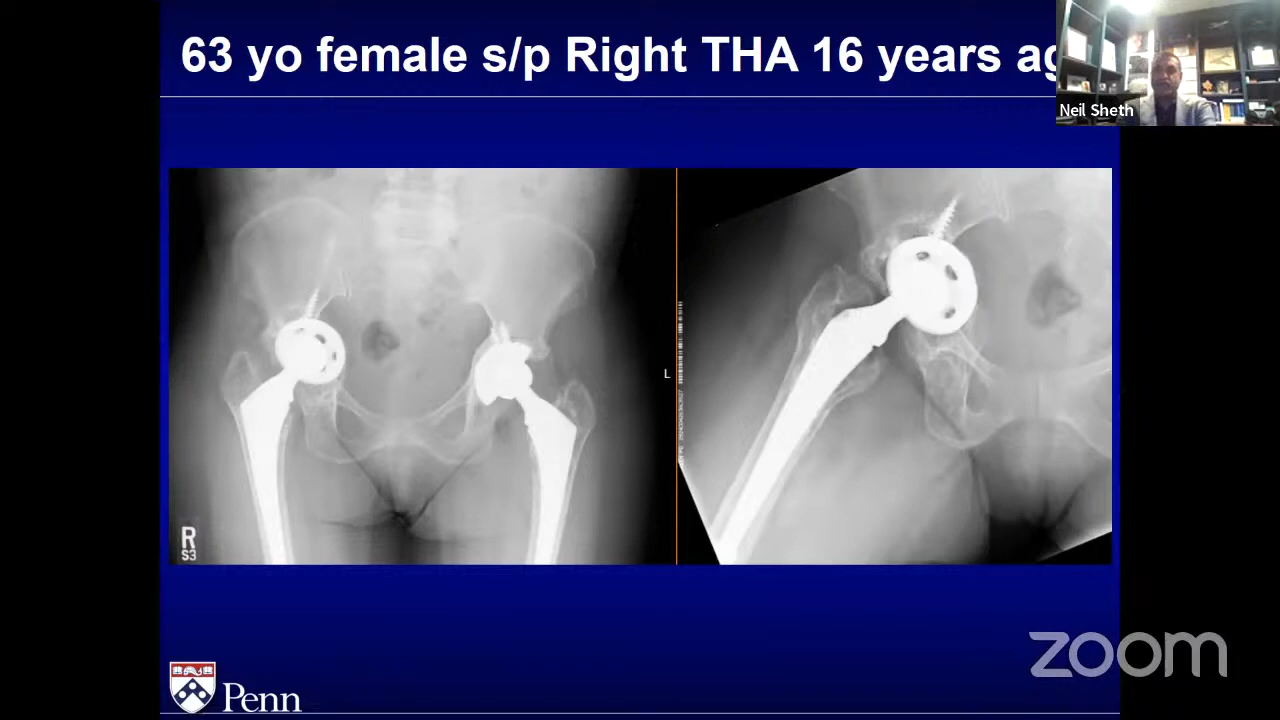 63 yo female s/p Right THA 16 years ag
Neil Sheth
L
R
S3
zoom
Penn